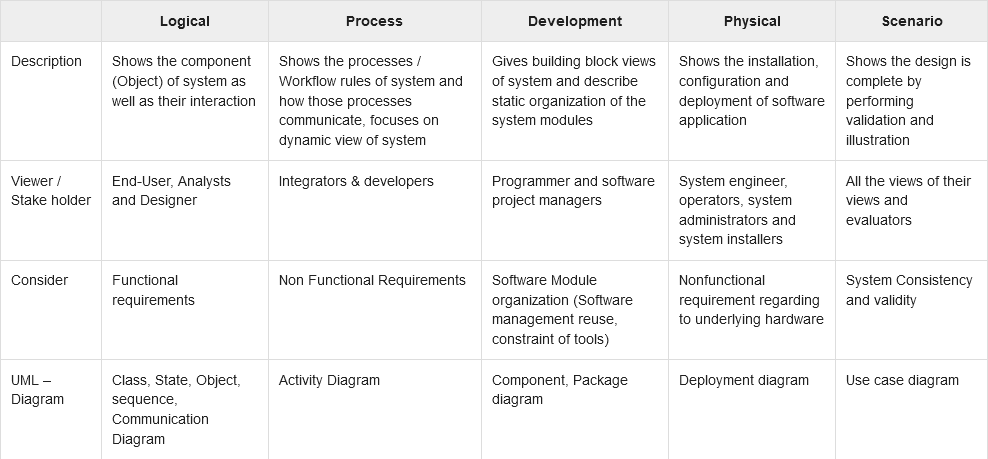 Logical Process Development Physical Scenario
Description
Shows the component
(Object) of system as
well as their interaction
Shows the processes /
Workflow rules of system and
how those processes
communicate, focuses on
dynamic view of system
Gives building block views
of system and describe
static organization of the
system modules
Shows the installation,
configuration and
deployment of software
application
Shows the design is
complete by
performing
validation and
illustration
Viewer /
Stake holder
End-User, Analysts
and Designer
Integrators & developers
Programmer and software
project managers
System engineer,
operators, system
administrators and
system installers
All the views of their
views and
evaluators
Consider
Functional
requirements
Non Functional Requirements
Software Module
organization (Software
management reuse,
constraint of tools)
Nonfunctional
requirement regarding
to underlying hardware
System Consistency
and validity
UML –
Diagram
Class, State, Object,
sequence,
Communication
Diagram
Activity Diagram
Component, Package
diagram
Deployment diagram
Use case diagram